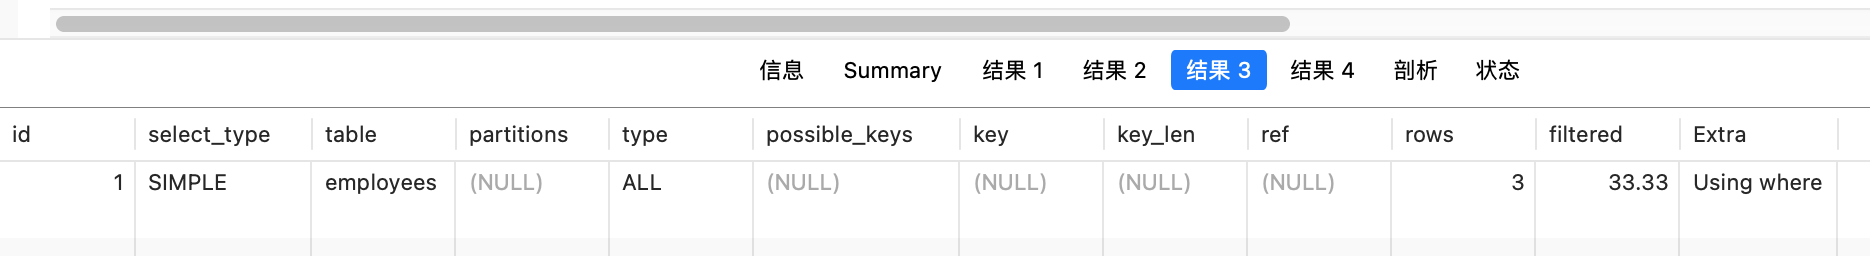 信息 Summary 结果 1 结果 2 结果 3 结果 4 剖析 状态
id select_type table partitions type possible_keys key key_len ref rows filtered Extra
1 SIMPLE employees (NULL) ALL (NULL) (NULL) (NULL) (NULL) 3 33.33 Using where